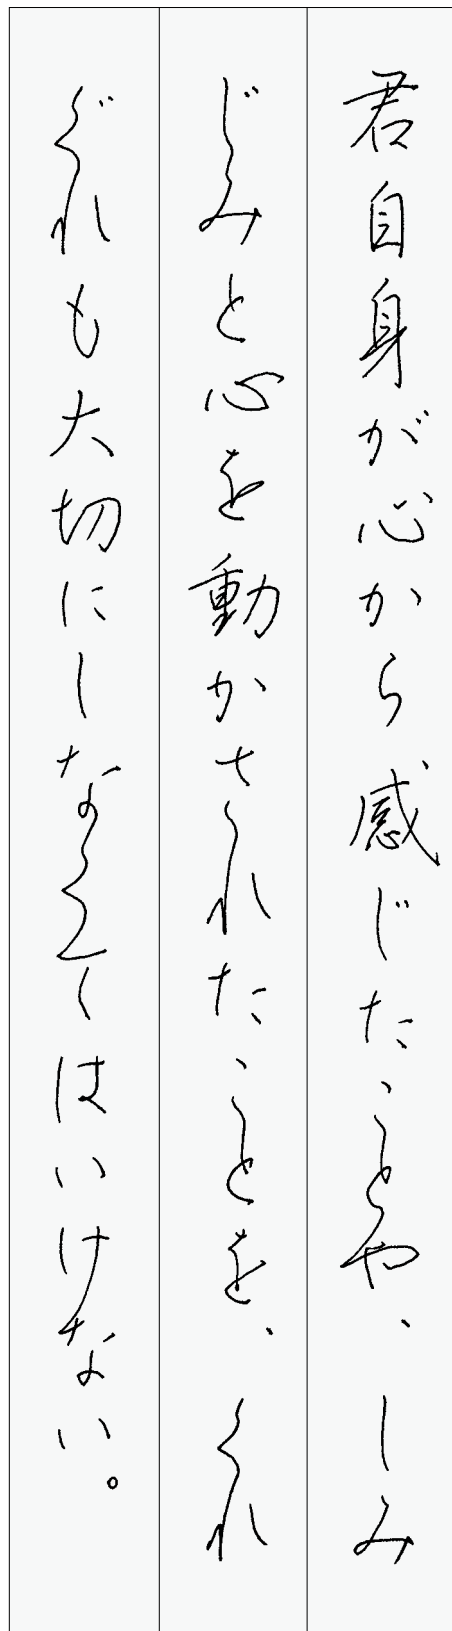 君自身が心から感じたことや、しみ
じみと心を動かされたことを、くれ
ぐれも大切にしなくてはいけない。